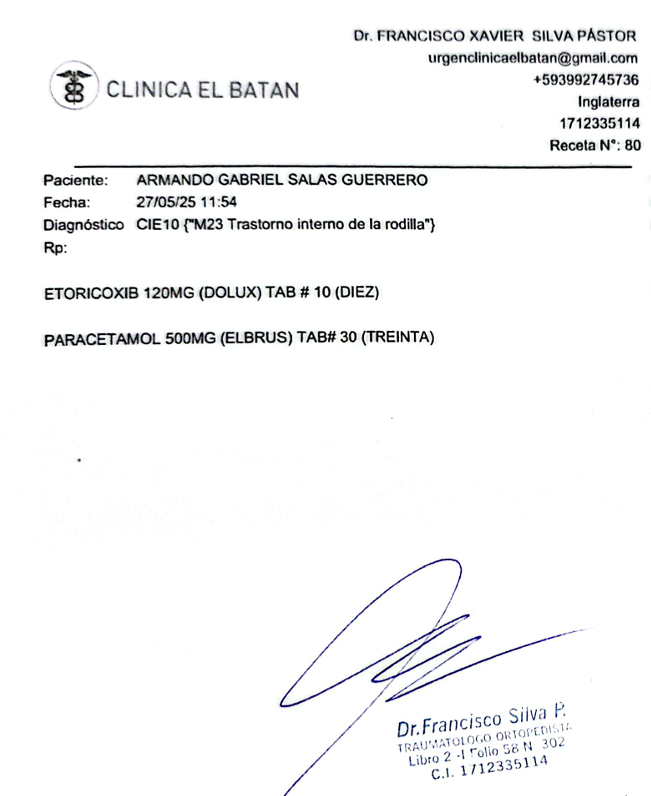 Dr. FRANCISCO XAVIER SILVA PÁSTOR
urgenclinicaelbatan@gmail.com
+593992745736
Inglaterra
1712335114
Receta N°: 80
CLINICA EL BATAN
Paciente: ARMANDO GABRIEL SALAS GUERRERO
Fecha: 27/05/25 11:54
Diagnóstico CIE10 {"M23 Trastorno interno de la rodilla"}
Rp:
ETORICOXIB 120MG (DOLUX) TAB # 10 (DIEZ)
PARACETAMOL 500MG (ELBRUS) TAB# 30 (TREINTA)
Dr.Francisco Silva P.
TRAUMATOLOGO ORTOPEDISTA
Libro 2 -I Folio 58 N 302
C.I. 1712335114